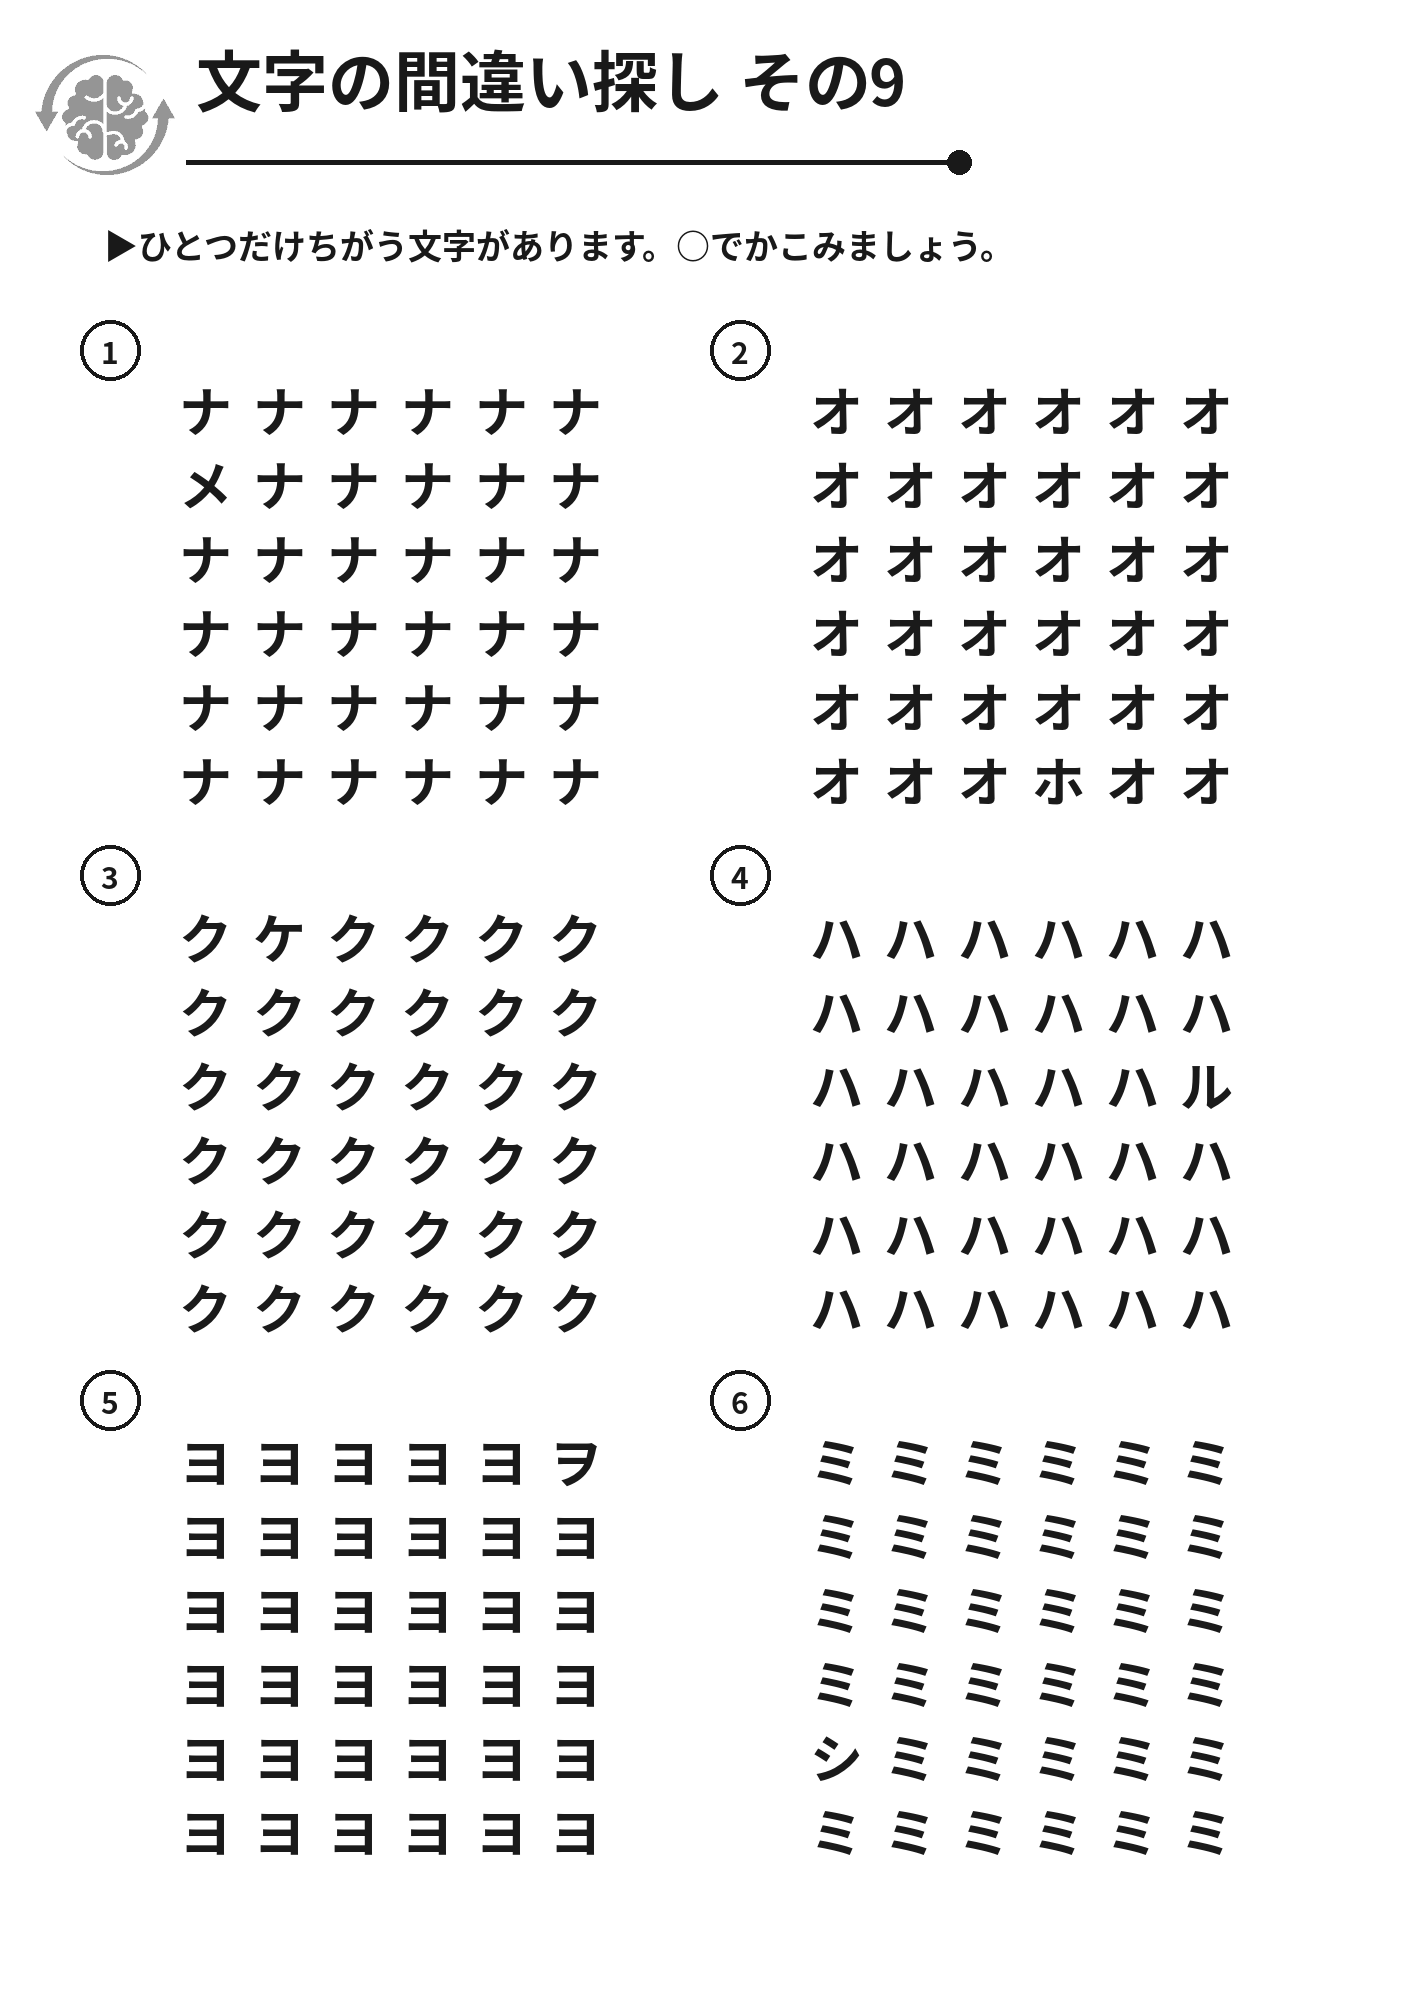 文字の間違い探し その9
▶ひとつだけちがう文字があります。○でかこみましょう。
1
ナ ナ ナ ナ ナ ナ
メ ナ ナ ナ ナ ナ
ナ ナ ナ ナ ナ ナ
ナ ナ ナ ナ ナ ナ
ナ ナ ナ ナ ナ ナ
ナ ナ ナ ナ ナ ナ
2
オ オ オ オ オ オ
オ オ オ オ オ オ
オ オ オ オ オ オ
オ オ オ オ オ オ
オ オ オ オ オ オ
オ オ オ ホ オ オ
3
ク ケ ク ク ク ク
ク ク ク ク ク ク
ク ク ク ク ク ク
ク ク ク ク ク ク
ク ク ク ク ク ク
ク ク ク ク ク ク
4
ハ ハ ハ ハ ハ ハ
ハ ハ ハ ハ ハ ハ
ハ ハ ハ ハ ハ ル
ハ ハ ハ ハ ハ ハ
ハ ハ ハ ハ ハ ハ
ハ ハ ハ ハ ハ ハ
5
ヨ ヨ ヨ ヨ ヨ ヲ
ヨ ヨ ヨ ヨ ヨ ヨ
ヨ ヨ ヨ ヨ ヨ ヨ
ヨ ヨ ヨ ヨ ヨ ヨ
ヨ ヨ ヨ ヨ ヨ ヨ
ヨ ヨ ヨ ヨ ヨ ヨ
6
ミ ミ ミ ミ ミ ミ
ミ ミ ミ ミ ミ ミ
ミ ミ ミ ミ ミ ミ
ミ ミ ミ ミ ミ ミ
シ ミ ミ ミ ミ ミ
ミ ミ ミ ミ ミ ミ